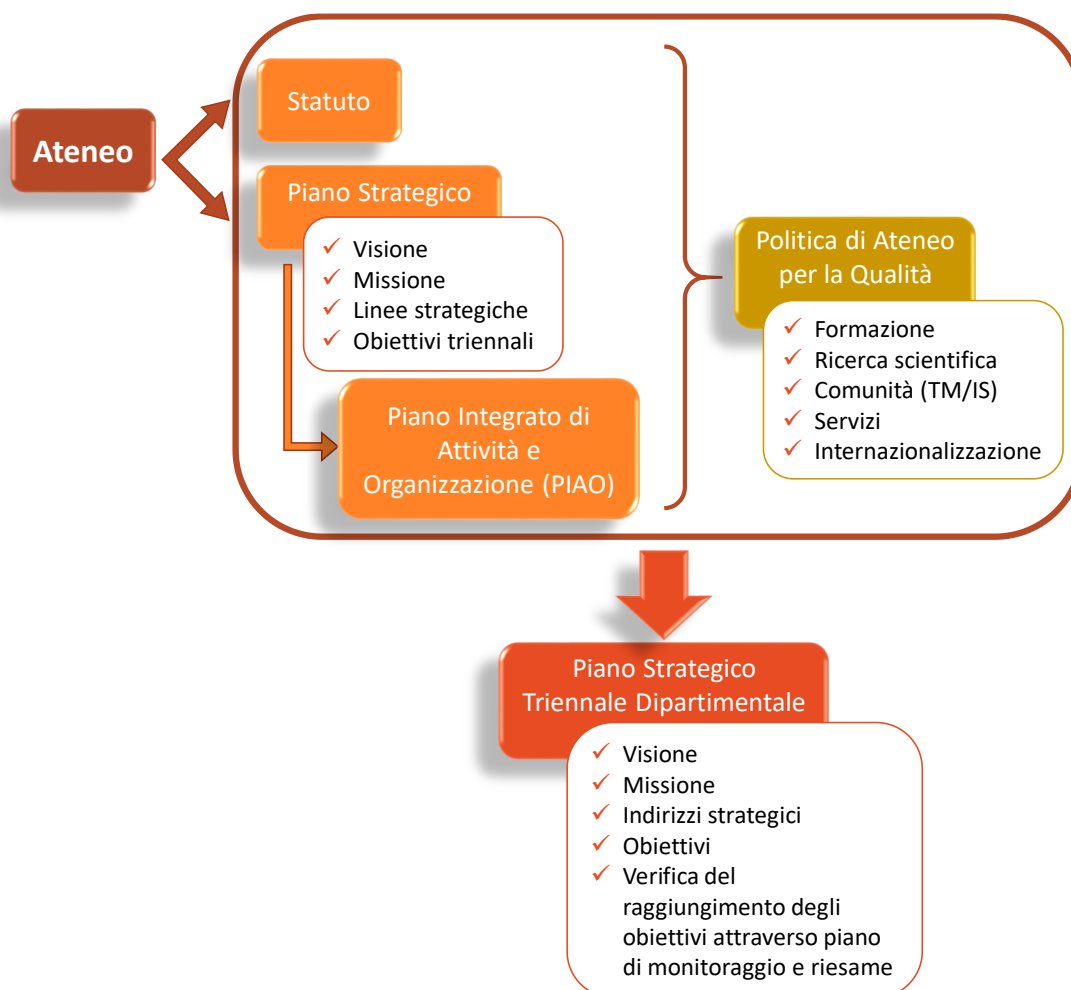 Ateneo
Statuto
Piano Strategico
✓ Visione
✓ Missione
✓ Linee strategiche
✓ Obiettivi triennali
Piano Integrato di
Attività e
Organizzazione (PIAO)
Politica di Ateneo
per la Qualità
✓ Formazione
✓ Ricerca scientifica
✓ Comunità (TM/IS)
✓ Servizi
✓ Internazionalizzazione
Piano Strategico
Triennale Dipartimentale
✓ Visione
✓ Missione
✓ Indirizzi strategici
✓ Obiettivi
✓ Verifica del
raggiungimento degli
obiettivi attraverso piano
di monitoraggio e riesame